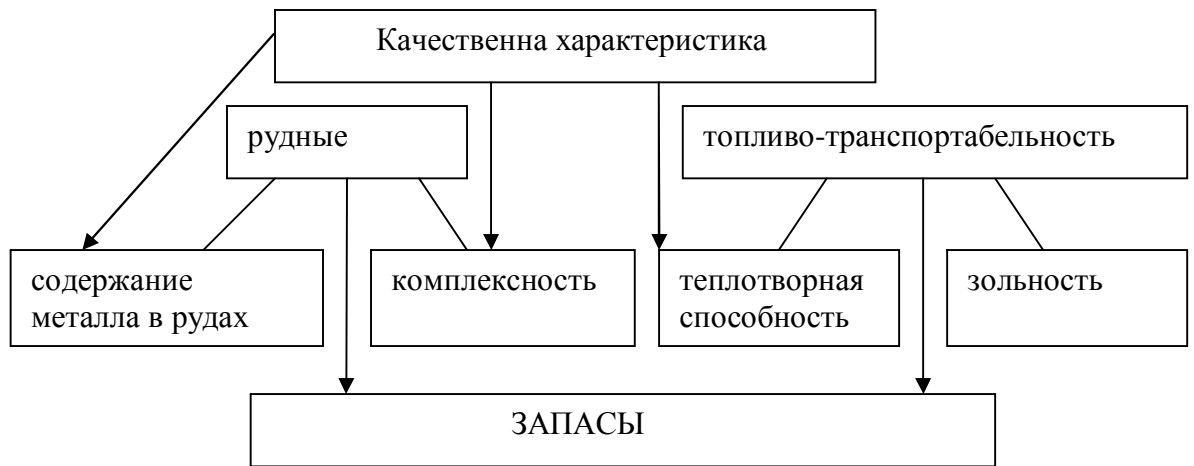 Качественна характеристика
рудные
топливо-транспортабельность
содержание
металла в рудах
комплексность
теплотворная
способность
зольность
ЗАПАСЫ